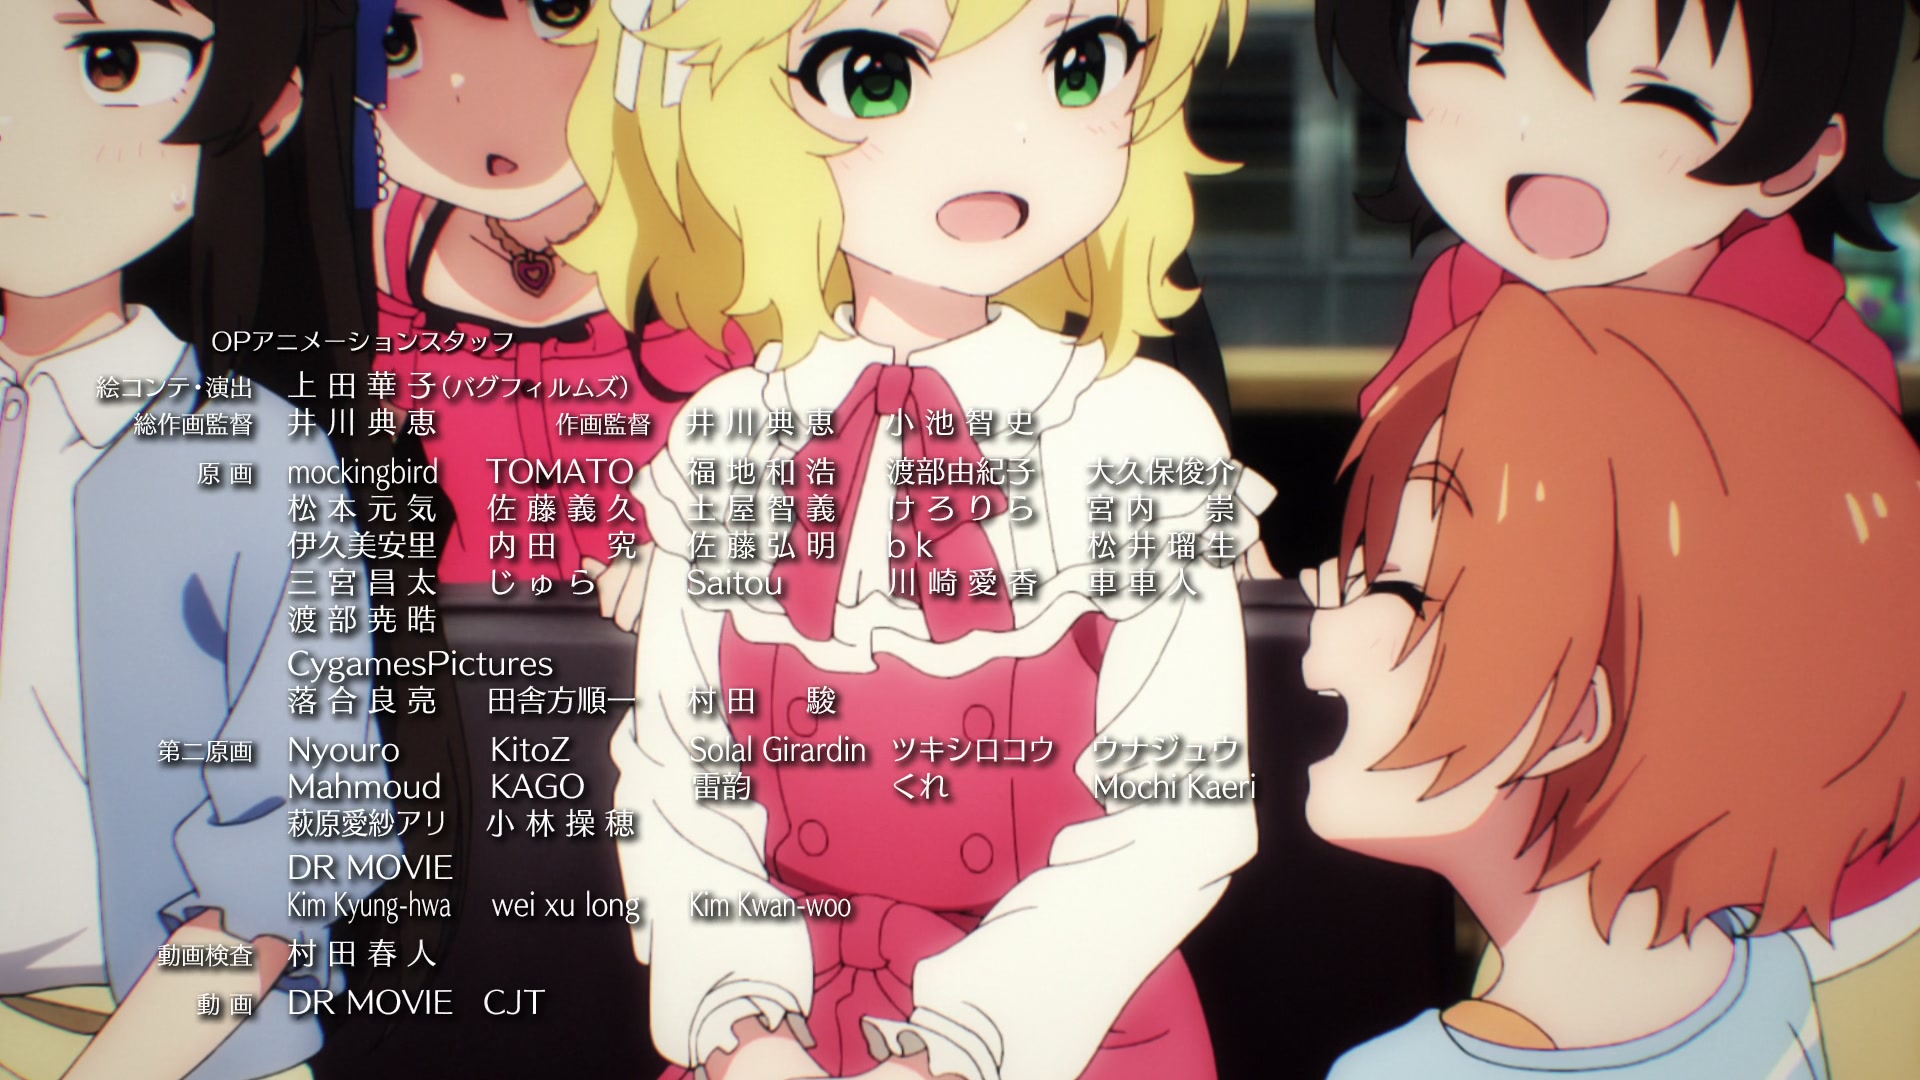 OPアニメーションスタッフ
絵コンテ・演出 上田華子(バグフィルムズ)
総作画監督 井川典恵 作画監督 井川典恵 小池智史
原画 mockingbird TOMATO 福地和浩 渡部由紀子 大久保俊介
松本元気 佐藤義久 土屋智義 けろりら 宮内 崇
伊久美安里 内田 究 佐藤弘明 bk 松井瑠生
三宮昌太 じゅら Saitou 川崎愛香 車車人
渡部尭晧
CygamesPictures
落合良亮 田舎方順一 村田 駿
第二原画 Nyouro KitoZ Solal Girardin ツキシロコウ ウナジュウ
Mahmoud KAGO 雷韵 くれ Mochi Kaeri
萩原愛紗アリ 小林操穂
DR MOVIE
Kim Kyung-hwa wei xu long Kim Kwan-woo
動画検査 村田春人
動画 DR MOVIE CJT